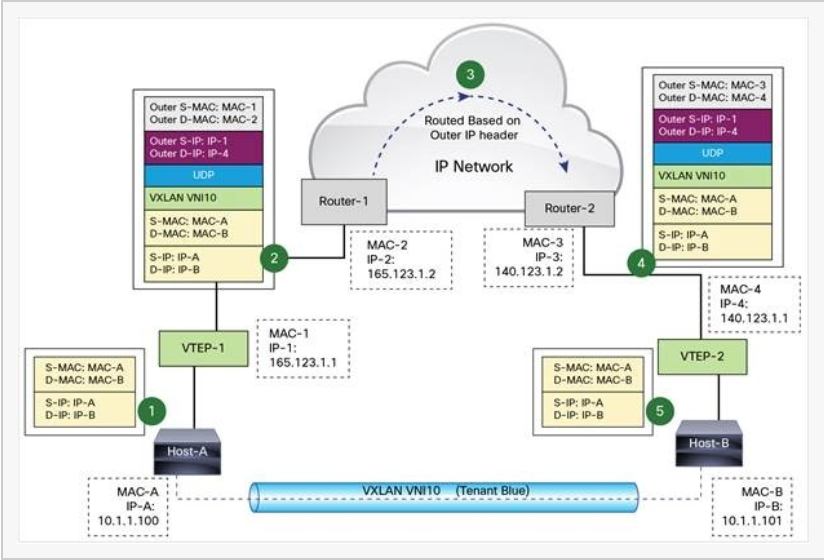 3
Routed Based on
Outer IP header
IP Network
Outer S-MAC: MAC-1
Outer D-MAC: MAC-2
Outer S-IP: IP-1
Outer D-IP: IP-4
UDP
VXLAN VNI10
S-MAC: MAC-A
D-MAC: MAC-B
S-IP: IP-A
D-IP: IP-B
2
Router-1
MAC-2
IP-2:
165.123.1.2
Router-2
MAC-3
IP-3:
140.123.1.2
Outer S-MAC: MAC-3
Outer D-MAC: MAC-4
Outer S-IP: IP-1
Outer D-IP: IP-4
UDP
VXLAN VNI10
S-MAC: MAC-A
D-MAC: MAC-B
S-IP: IP-A
D-IP: IP-B
4
MAC-4
IP-4:
140.123.1.1
VTEP-1
MAC-1
IP-1:
165.123.1.1
VTEP-2
S-MAC: MAC-A
D-MAC: MAC-B
S-IP: IP-A
D-IP: IP-B
1
Host-A
S-MAC: MAC-A
D-MAC: MAC-B
S-IP: IP-A
D-IP: IP-B
5
Host-B
MAC-A
IP-A:
10.1.1.100
VXLAN VNI10 (Tenant Blue)
MAC-B
IP-B:
10.1.1.101